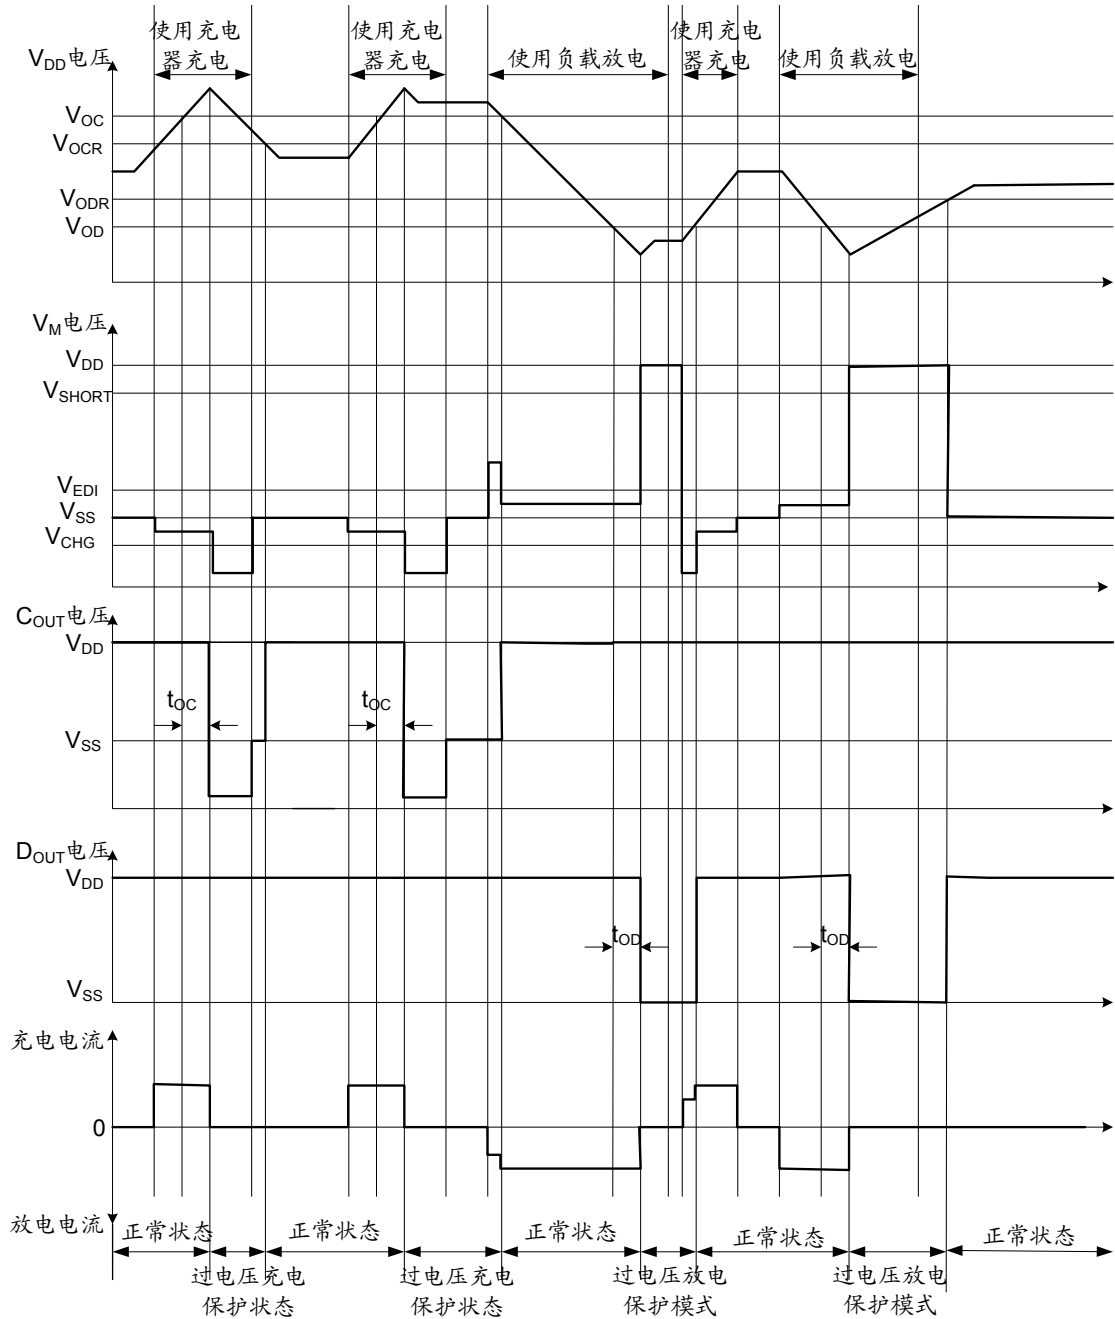 使用充电
器充电
使用充电
器充电
使用负载放电
使用充电
器充电
使用负载放电
VDD电压
VOC
VOCR
VODR
VOD
VM电压
VDD
VSHORT
VEDI
VSS
VCHG
COUT电压
VDD
tOC
tOC
VSS
DOUT电压
VDD
tOD
tOD
VSS
充电电流
0
放电电流
正常状态
正常状态
正常状态
正常状态
正常状态
过电压充电
保护状态
过电压充电
保护状态
过电压放电
保护模式
过电压放电
保护模式